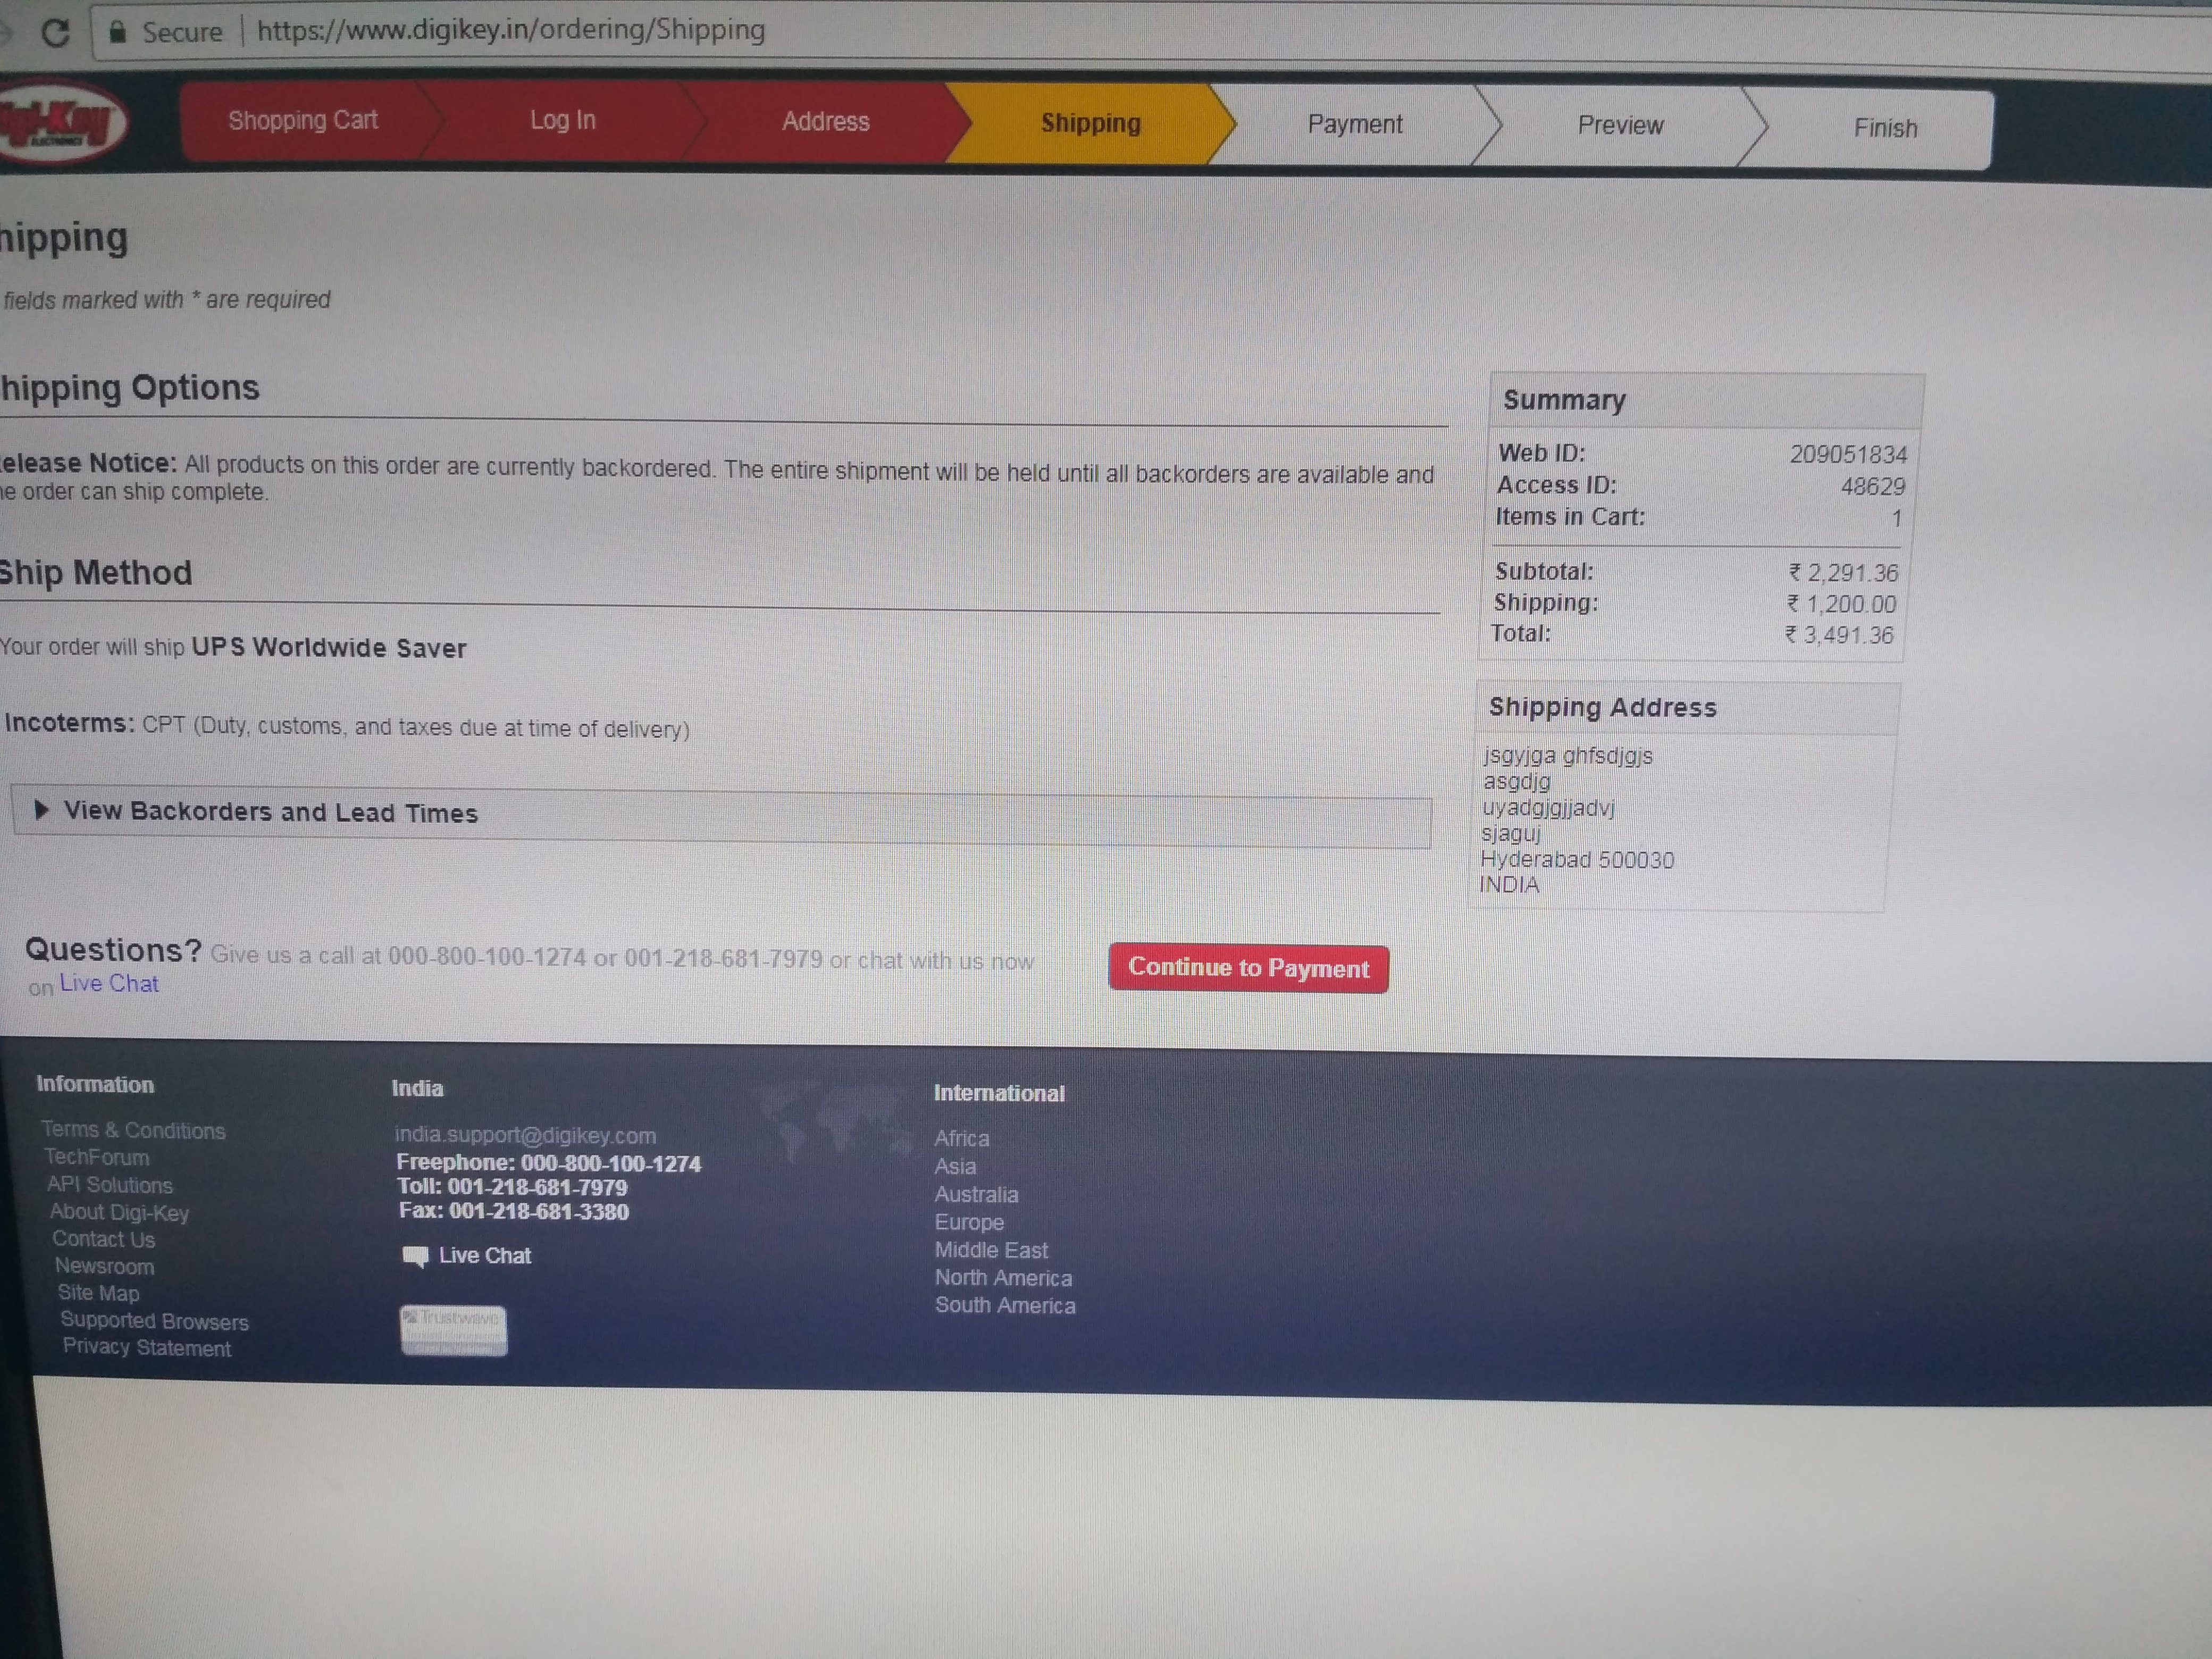 Secure https://www.digikey.in/ordering/Shipping
Digi-Key
ELECTRONICS
Shopping Cart
Log In
Address
Shipping
Payment
Preview
Finish
hipping
fields marked with * are required
hipping Options
elease Notice: All products on this order are currently backordered. The entire shipment will be held until all backorders are available and
he order can ship complete.
Ship Method
Your order will ship UPS Worldwide Saver
Incoterms: CPT (Duty, customs, and taxes due at time of delivery)
View Backorders and Lead Times
Summary
Web ID: 209051834
Access ID: 48629
Items in Cart: 1
Subtotal: ₹ 2,291.36
Shipping: ₹ 1,200.00
Total: ₹ 3,491.36
Shipping Address
jsgyjga ghfsdjgjs
asgdjg
uyadgjgjjadvj
sjaguj
Hyderabad 500030
INDIA
Questions? Give us a call at 000-800-100-1274 or 001-218-681-7979 or chat with us now
on Live Chat
Continue to Payment
Information
Terms & Conditions
TechForum
API Solutions
About Digi-Key
Contact Us
Newsroom
Site Map
Supported Browsers
Privacy Statement
India
india.support@digikey.com
Freephone: 000-800-100-1274
Toll: 001-218-681-7979
Fax: 001-218-681-3380
Live Chat
Trustwave
International
Africa
Asia
Australia
Europe
Middle East
North America
South America